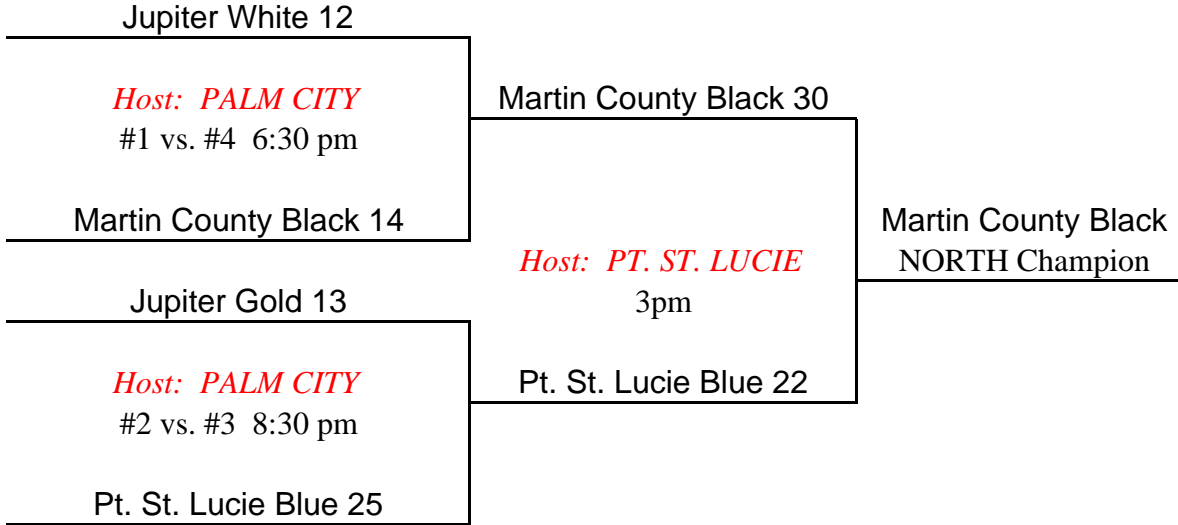 Jupiter White 12
Host:  PALM CITY
#1 vs. #4  6:30 pm
Martin County Black 14
Martin County Black 30
Jupiter Gold 13
Host:  PALM CITY
#2 vs. #3  8:30 pm
Pt. St. Lucie Blue 25
Host:  PT. ST. LUCIE
3pm
Pt. St. Lucie Blue 22
Martin County Black
NORTH Champion